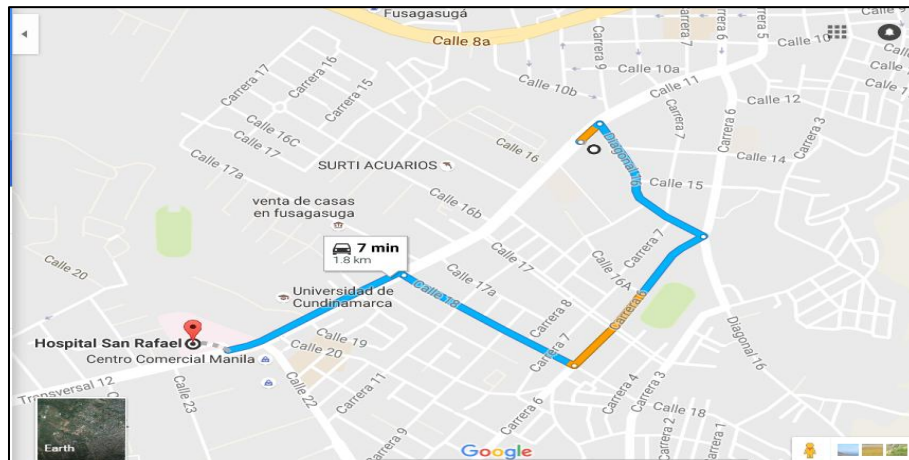 Fusagasugá
Calle 8a
Carrera 9
Carrera 7
Carrera 6
Carrera 5
Calle 10
Calle 9
Carrera 17
Carrera 16
Carrera 15
Calle 10a
Calle 10b
Calle 11
Calle 12
Carrera 7
Carrera 6
Carrera 3
Calle 16C
Calle 17
Calle 17a
Calle 16
Diagonal 16
Calle 14
SURTI ACUARIOS
Calle 15
venta de casas
en fusagasuga
Calle 16b
Calle 17
Carrera 7
7 min
1.8 km
Calle 20
Calle 16A
Calle 17a
Calle 18
Universidad de
Cundinamarca
Carrera 8
Carrera 6
Carrera 7
Diagonal 16
Hospital San Rafael
Centro Comercial Manila
Calle 19
Calle 20
Transversal 12
Calle 23
Calle 22
Carrera 11
Carrera 9
Carrera 6
Carrera 4
Carrera 3
Calle 18
Carrera 2
Carrera 1
Earth
Google